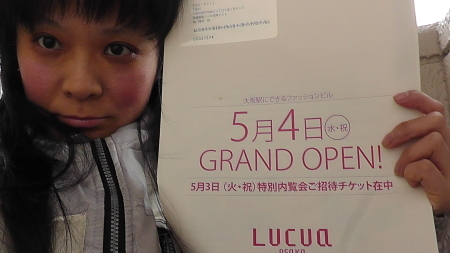 大阪駅にできるファッションビル
5月4日(水・祝)
GRAND OPEN!
5月3日(火・祝)特別内覧会ご招待チケット在中
LUCUA
OSAKA